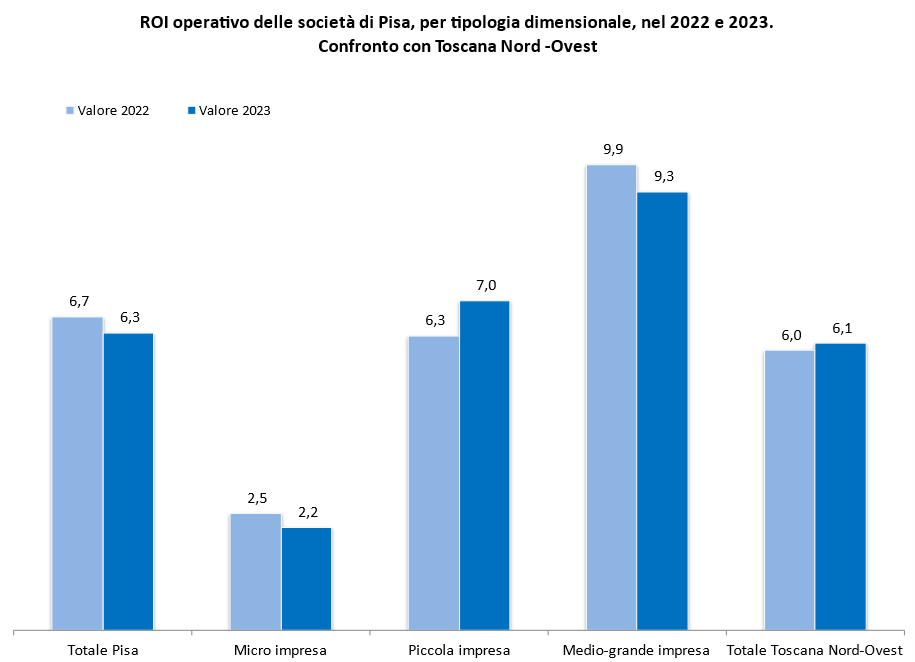 ROI operativo delle società di Pisa, per tipologia dimensionale, nel 2022 e 2023.
Confronto con Toscana Nord -Ovest
Valore 2022 Valore 2023
9,9
9,3
7,0
6,7
6,3
6,3
6,0
6,1
2,5
2,2
Totale Pisa Micro impresa Piccola impresa Medio-grande impresa Totale Toscana Nord-Ovest